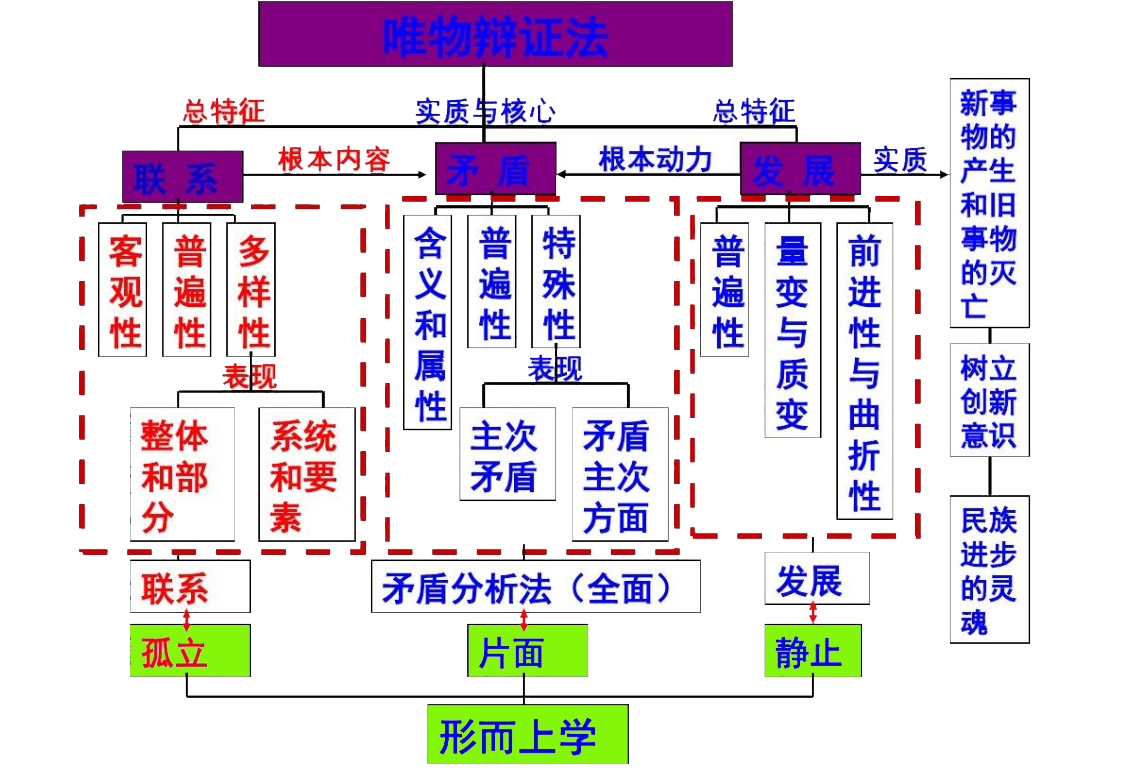 唯物辩证法
总特征
实质与核心
总特征
联 系
根本内容
矛 盾
根本动力
发 展
实质
新事
物的
产生
和旧
事物
的灭
亡
客观性
普遍性
多样性
含义和属性
普遍性
特殊性
普遍性
量变与质变
前进性与曲折性
表现
表现
整体
和部
分
系统
和要
素
主次
矛盾
矛盾
主次
方面
树立
创新
意识
民族
进步
的灵
魂
联系
矛盾分析法（全面）
发展
孤立
片面
静止
形而上学